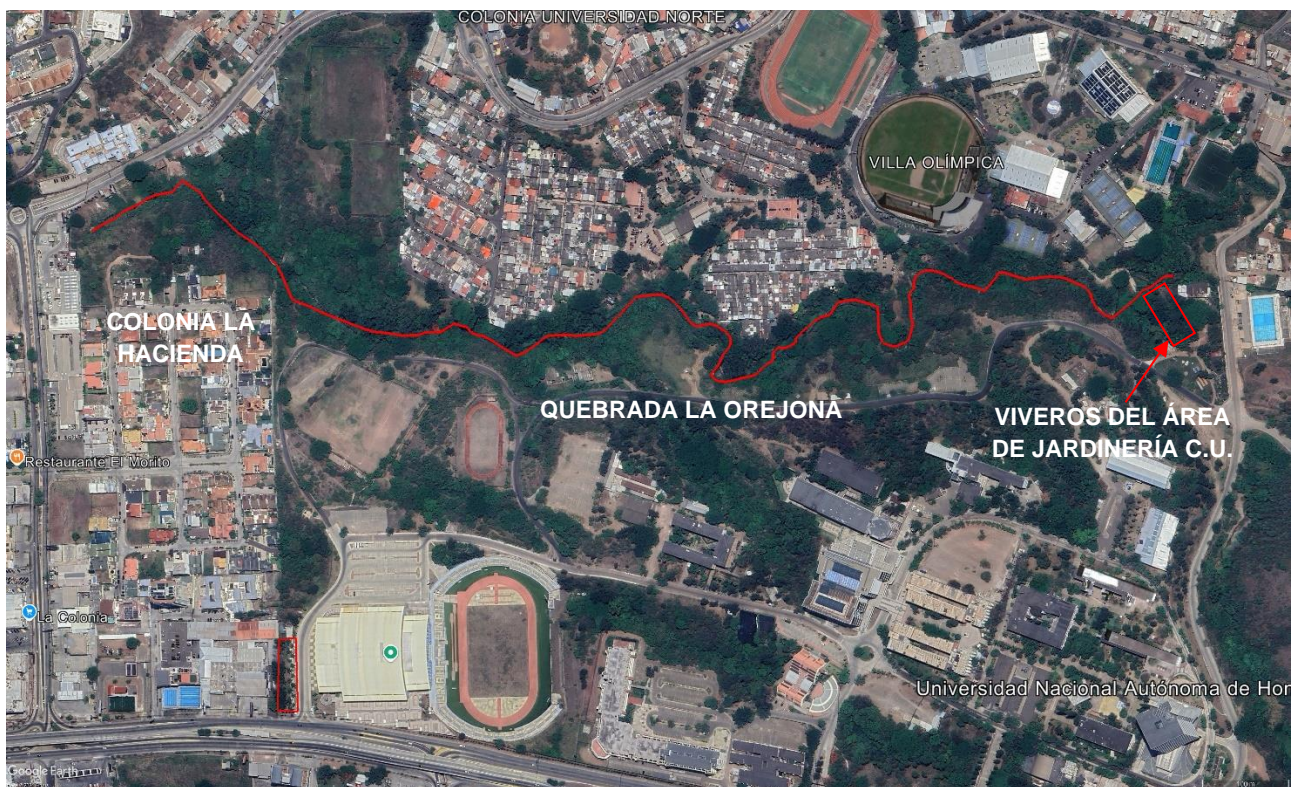 COLONIA UNIVERSIDAD NORTE
VILLA OLÍMPICA
COLONIA LA
HACIENDA
QUEBRADA LA OREJONA
VIVEROS DEL ÁREA
DE JARDINERÍA C.U.
Restaurante El Morito
La Colonia
Universidad Nacional Autónoma de Hon
Google Earth